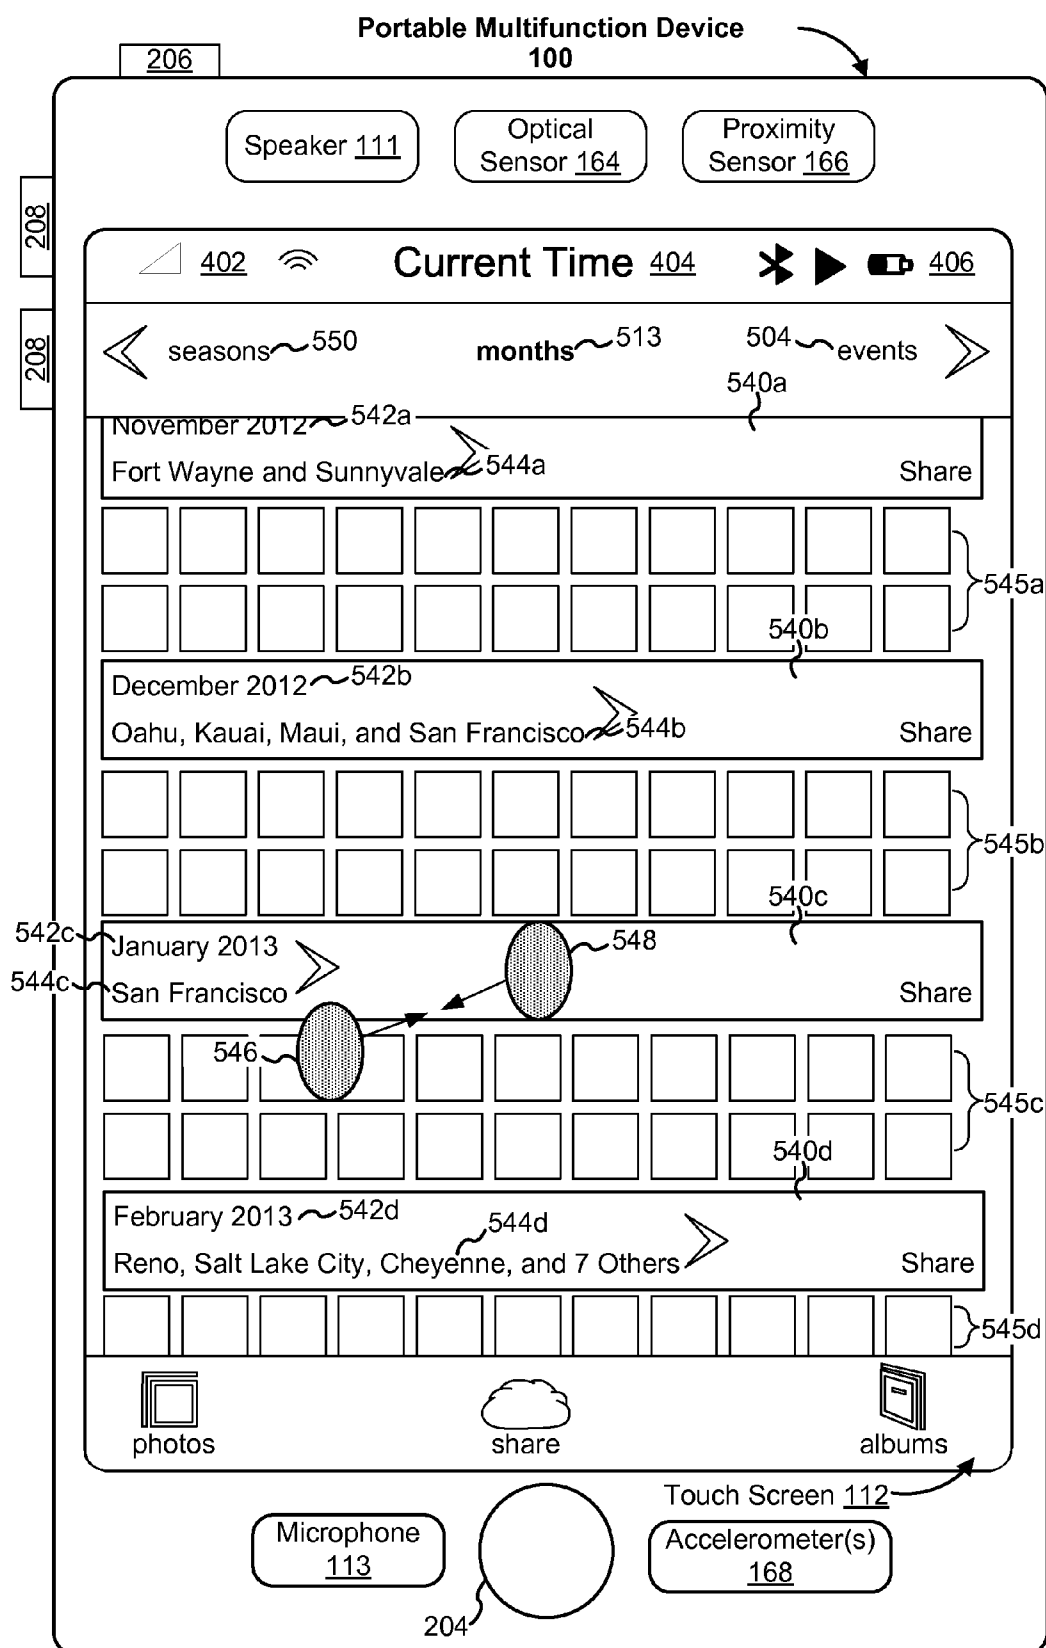 Portable Multifunction Device
100
206
Speaker 111
Optical
Sensor 164
Proximity
Sensor 166
208
208
402
Current Time 404
406
seasons 550
months 513
504 events
540a
November 2012 542a
Fort Wayne and Sunnyvale 544a
Share
545a
540b
December 2012 542b
Oahu, Kauai, Maui, and San Francisco 544b
Share
545b
540c
542c January 2013
548
544c San Francisco
Share
546
545c
540d
February 2013 542d
544d
Reno, Salt Lake City, Cheyenne, and 7 Others
Share
545d
photos
share
albums
Touch Screen 112
Microphone
113
Accelerometer(s)
168
204